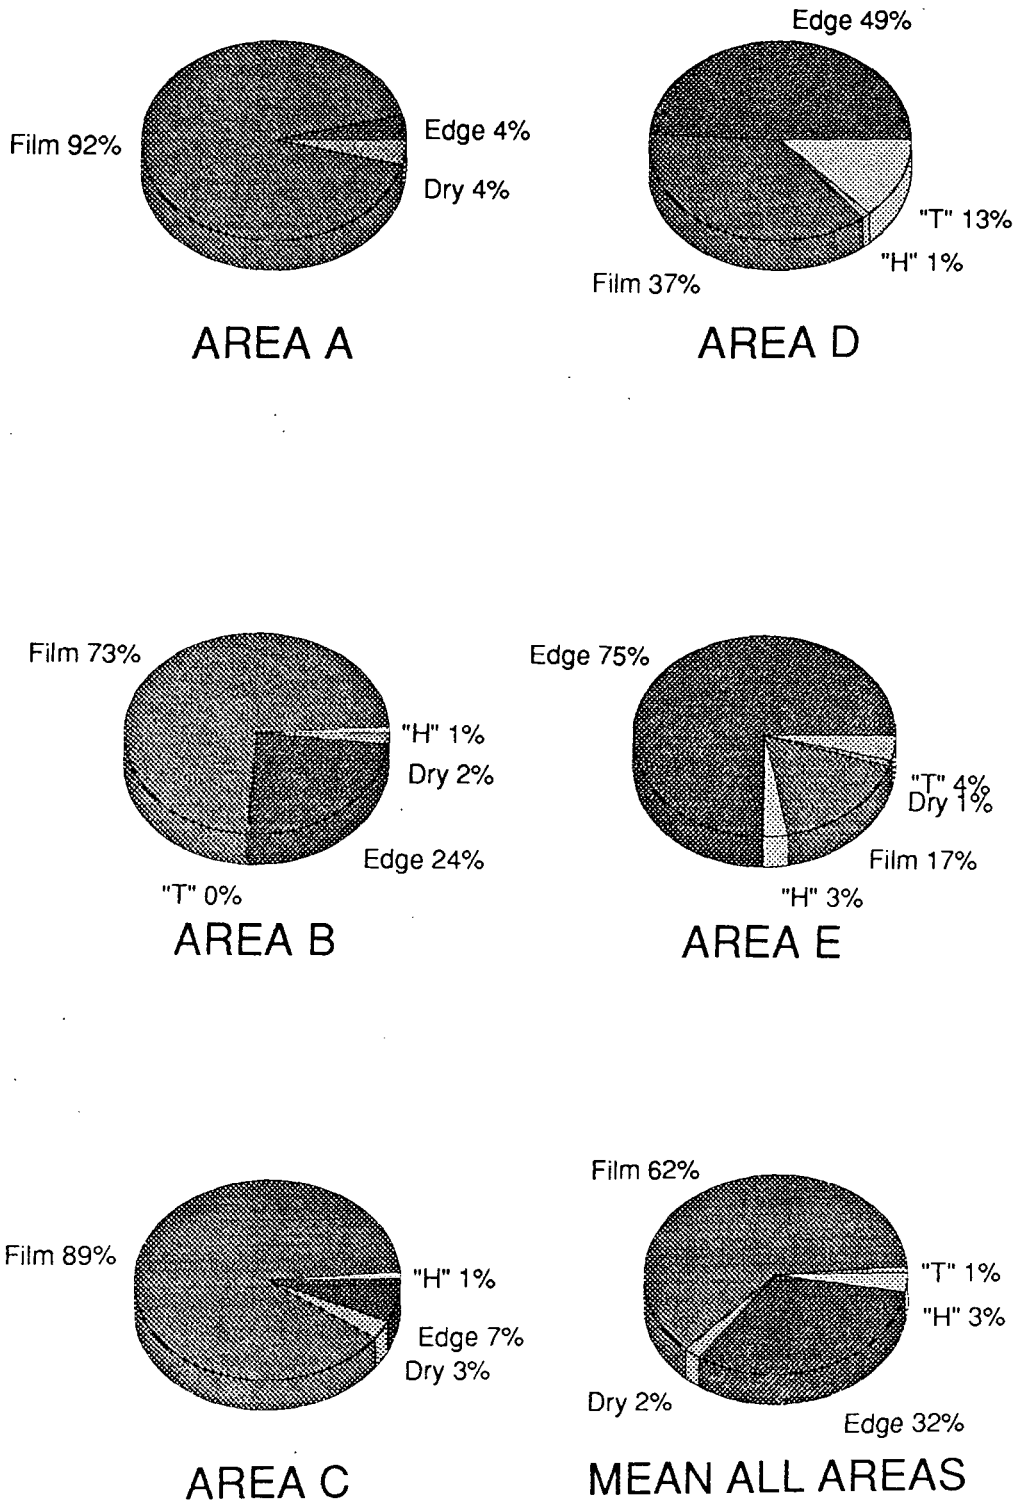 Film 92%
Edge 4%
Dry 4%
AREA A
Edge 49%
"T" 13%
"H" 1%
Film 37%
AREA D
Film 73%
"H" 1%
Dry 2%
Edge 24%
"T" 0%
AREA B
Edge 75%
"T" 4%
Dry 1%
Film 17%
"H" 3%
AREA E
Film 89%
"H" 1%
Edge 7%
Dry 3%
AREA C
Film 62%
"T" 1%
"H" 3%
Dry 2%
Edge 32%
MEAN ALL AREAS